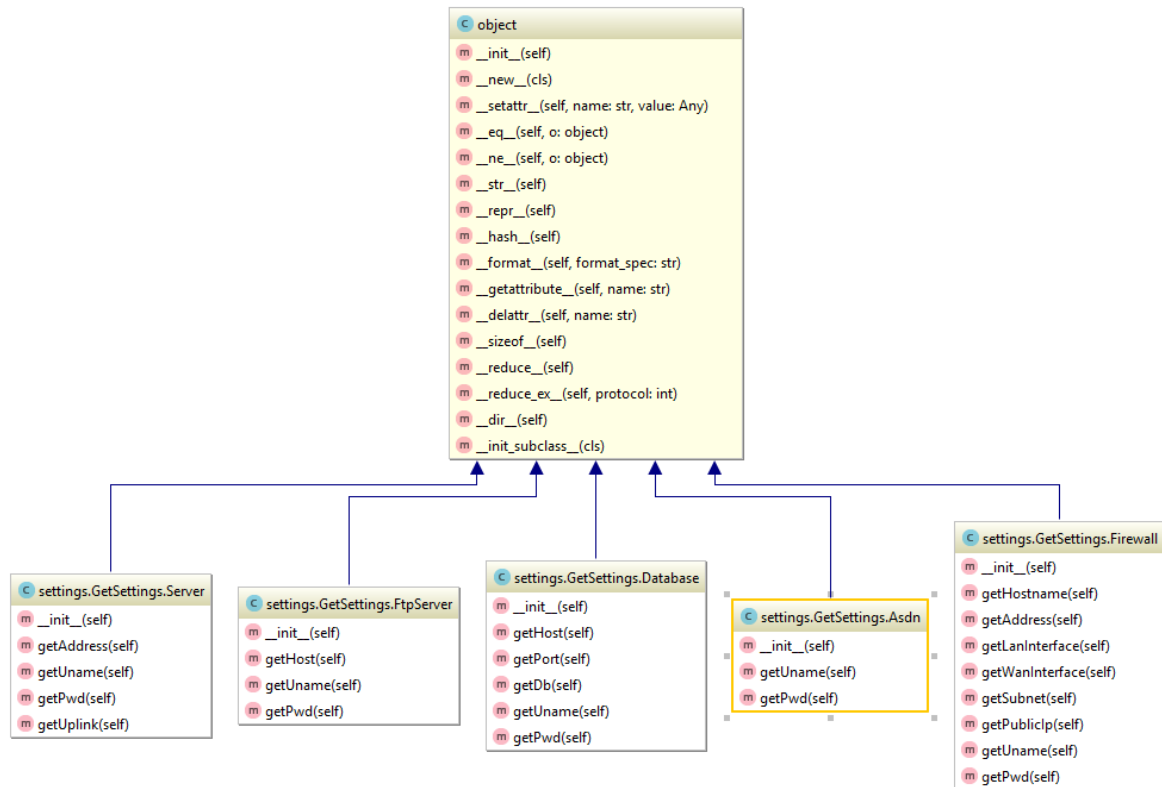 object
__init__(self)
__new__(cls)
__setattr__(self, name: str, value: Any)
__eq__(self, o: object)
__ne__(self, o: object)
__str__(self)
__repr__(self)
__hash__(self)
__format__(self, format_spec: str)
__getattribute__(self, name: str)
__delattr__(self, name: str)
__sizeof__(self)
__reduce__(self)
__reduce_ex__(self, protocol: int)
__dir__(self)
__init_subclass__(cls)
settings.GetSettings.Server
__init__(self)
getAddress(self)
getUname(self)
getPwd(self)
getUplink(self)
settings.GetSettings.FtpServer
__init__(self)
getHost(self)
getUname(self)
getPwd(self)
settings.GetSettings.Database
__init__(self)
getHost(self)
getPort(self)
getDb(self)
getUname(self)
getPwd(self)
settings.GetSettings.Asdn
__init__(self)
getUname(self)
getPwd(self)
settings.GetSettings.Firewall
__init__(self)
getHostname(self)
getAddress(self)
getLanInterface(self)
getWanInterface(self)
getSubnet(self)
getPublicIp(self)
getUname(self)
getPwd(self)